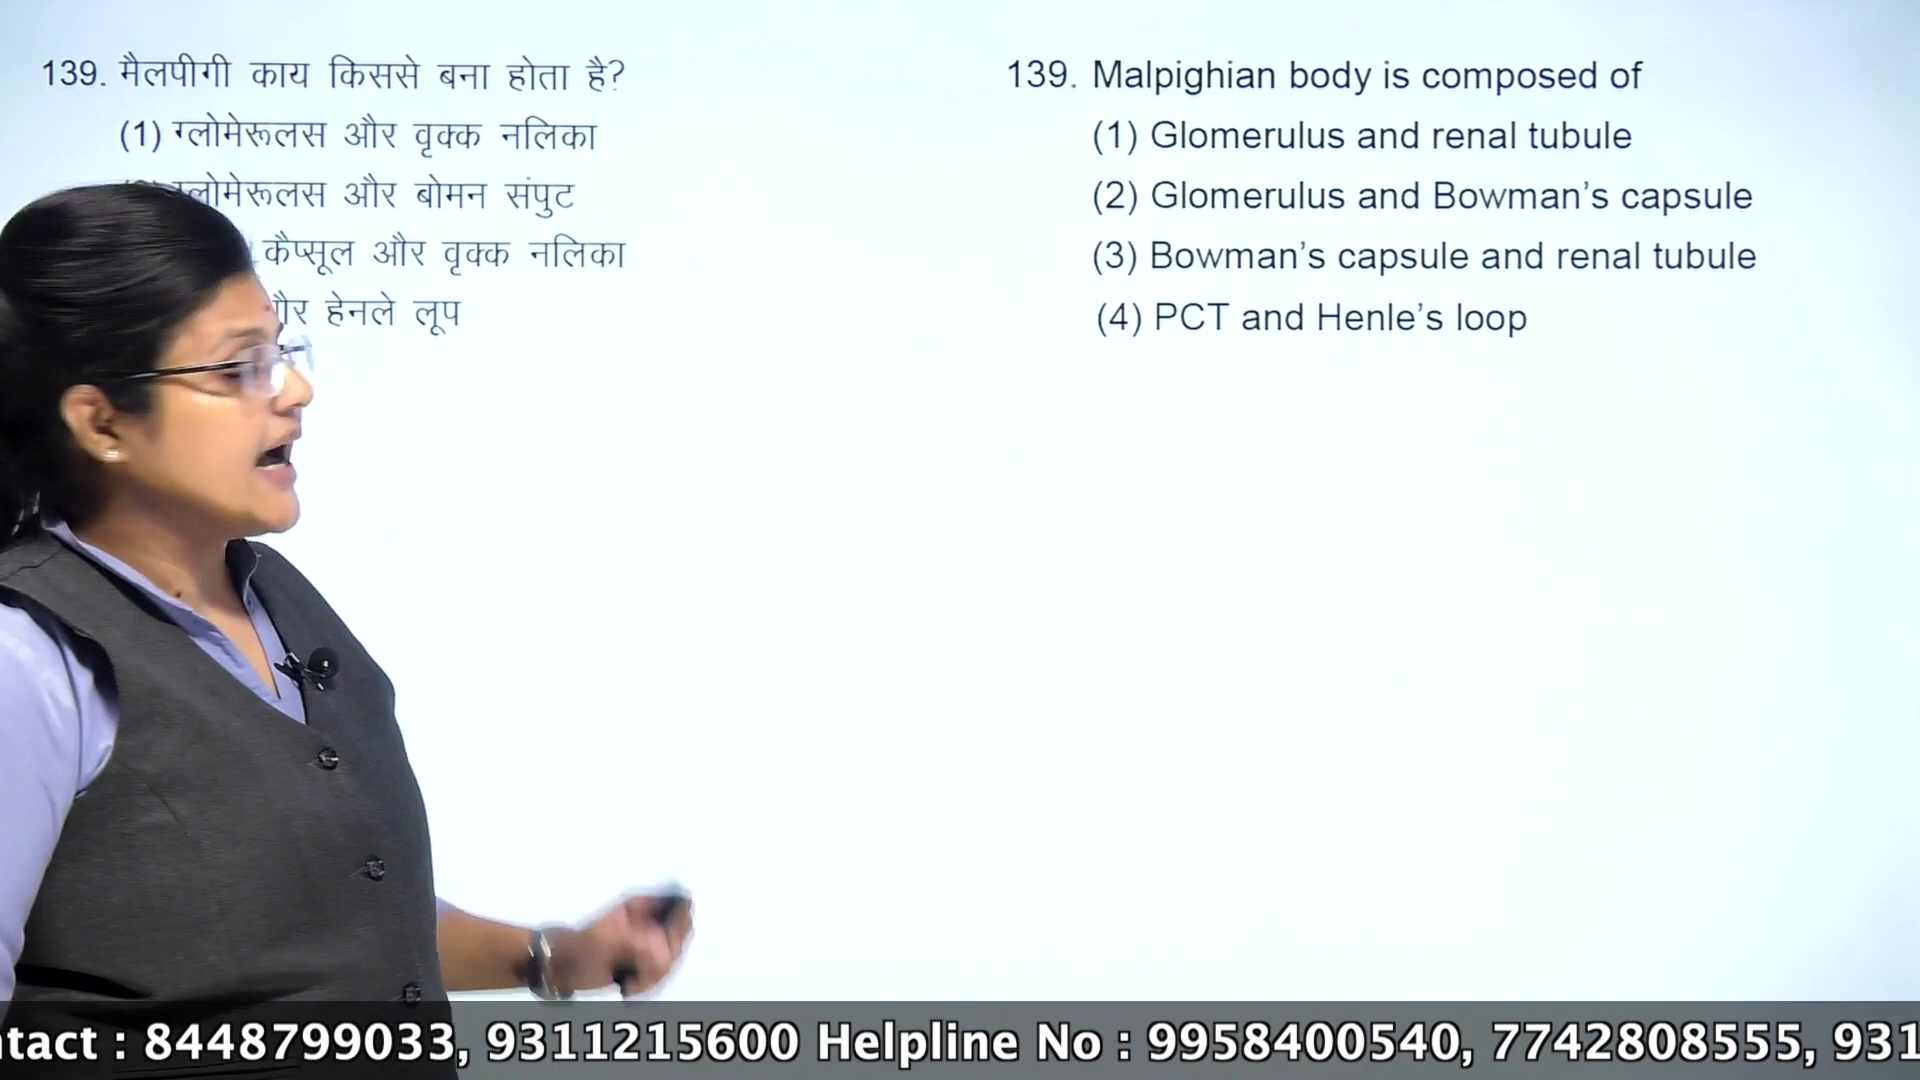 139. मैलपीगी काय किससे बना होता है?
(1) ग्लोमेरूलस और वृक्क नलिका
ग्लोमेरूलस और बोमन संपुट
कैप्सूल और वृक्क नलिका
और हेनले लूप
139. Malpighian body is composed of
(1) Glomerulus and renal tubule
(2) Glomerulus and Bowman's capsule
(3) Bowman's capsule and renal tubule
(4) PCT and Henle's loop
: 8448799033, 9311215600 Helpline No : 9958400540, 7742808555,